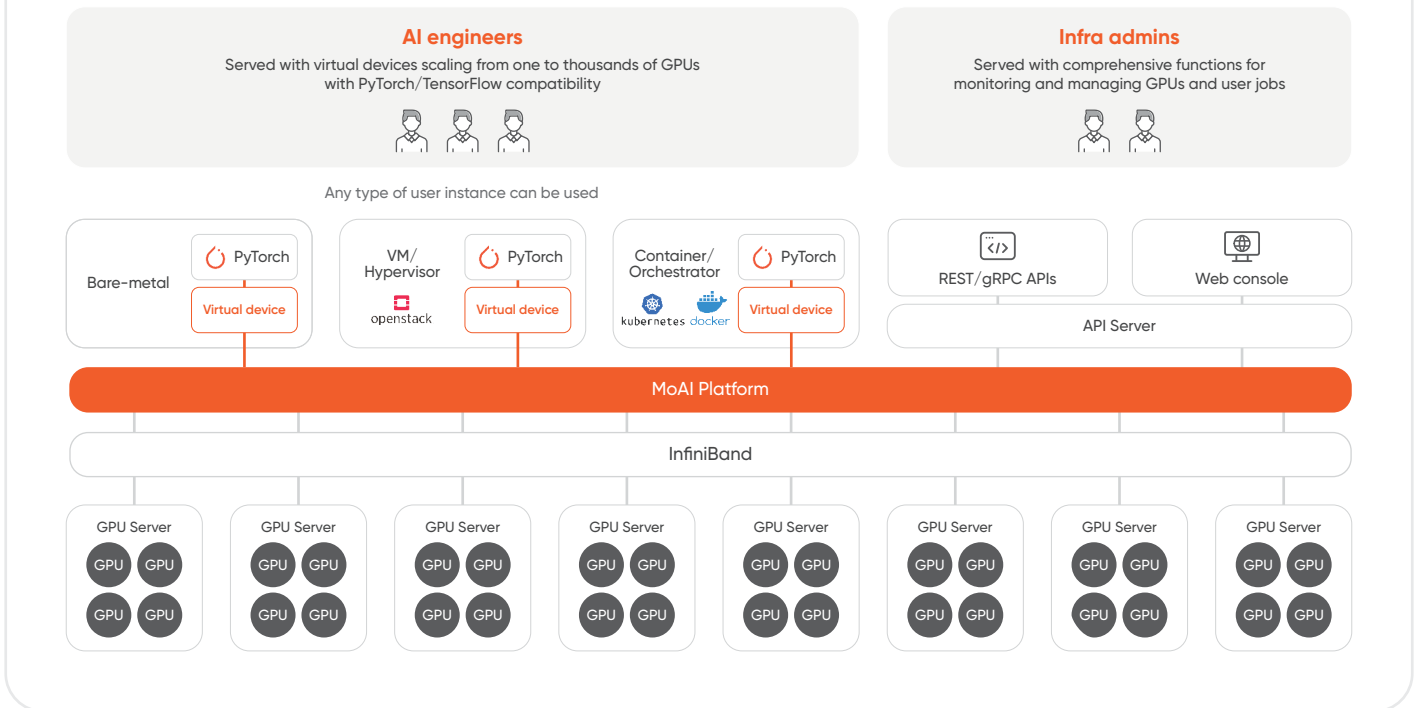 AI engineers
Served with virtual devices scaling from one to thousands of GPUs
with PyTorch/TensorFlow compatibility
Infra admins
Served with comprehensive functions for
monitoring and managing GPUs and user jobs
Any type of user instance can be used
Bare-metal
PyTorch
Virtual device
VM/
Hypervisor
openstack
PyTorch
Virtual device
Container/
Orchestrator
kubernetes
docker
PyTorch
Virtual device
REST/gRPC APIs
Web console
API Server
MoAI Platform
InfiniBand
GPU Server
GPU GPU
GPU GPU
GPU Server
GPU GPU
GPU GPU
GPU Server
GPU GPU
GPU GPU
GPU Server
GPU GPU
GPU GPU
GPU Server
GPU GPU
GPU GPU
GPU Server
GPU GPU
GPU GPU
GPU Server
GPU GPU
GPU GPU
GPU Server
GPU GPU
GPU GPU